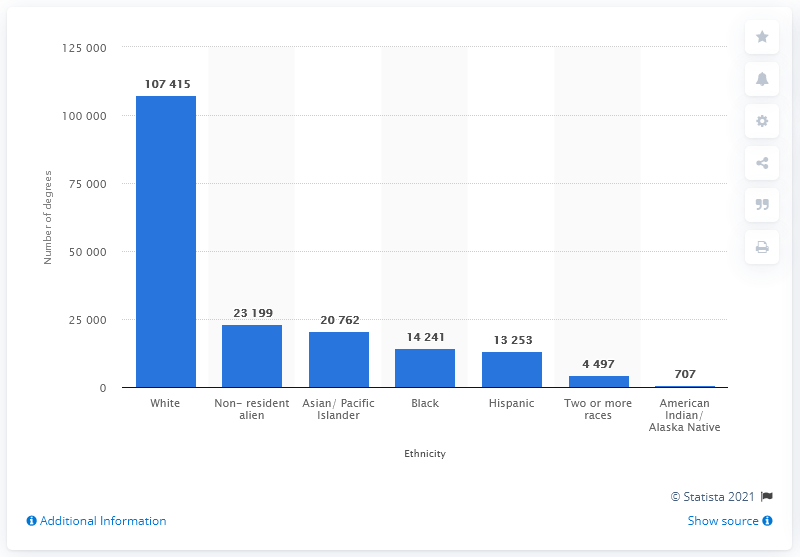 125 000
100 000
75 000
50 000
25 000
0
Number of degrees
107 415
23 199
20 762
14 241
13 253
4 497
707
White
Non- resident
alien
Asian/ Pacific
Islander
Black
Hispanic
Two or more
races
American
Indian/
Alaska Native
Ethnicity
© Statista 2021
Additional Information
Show source